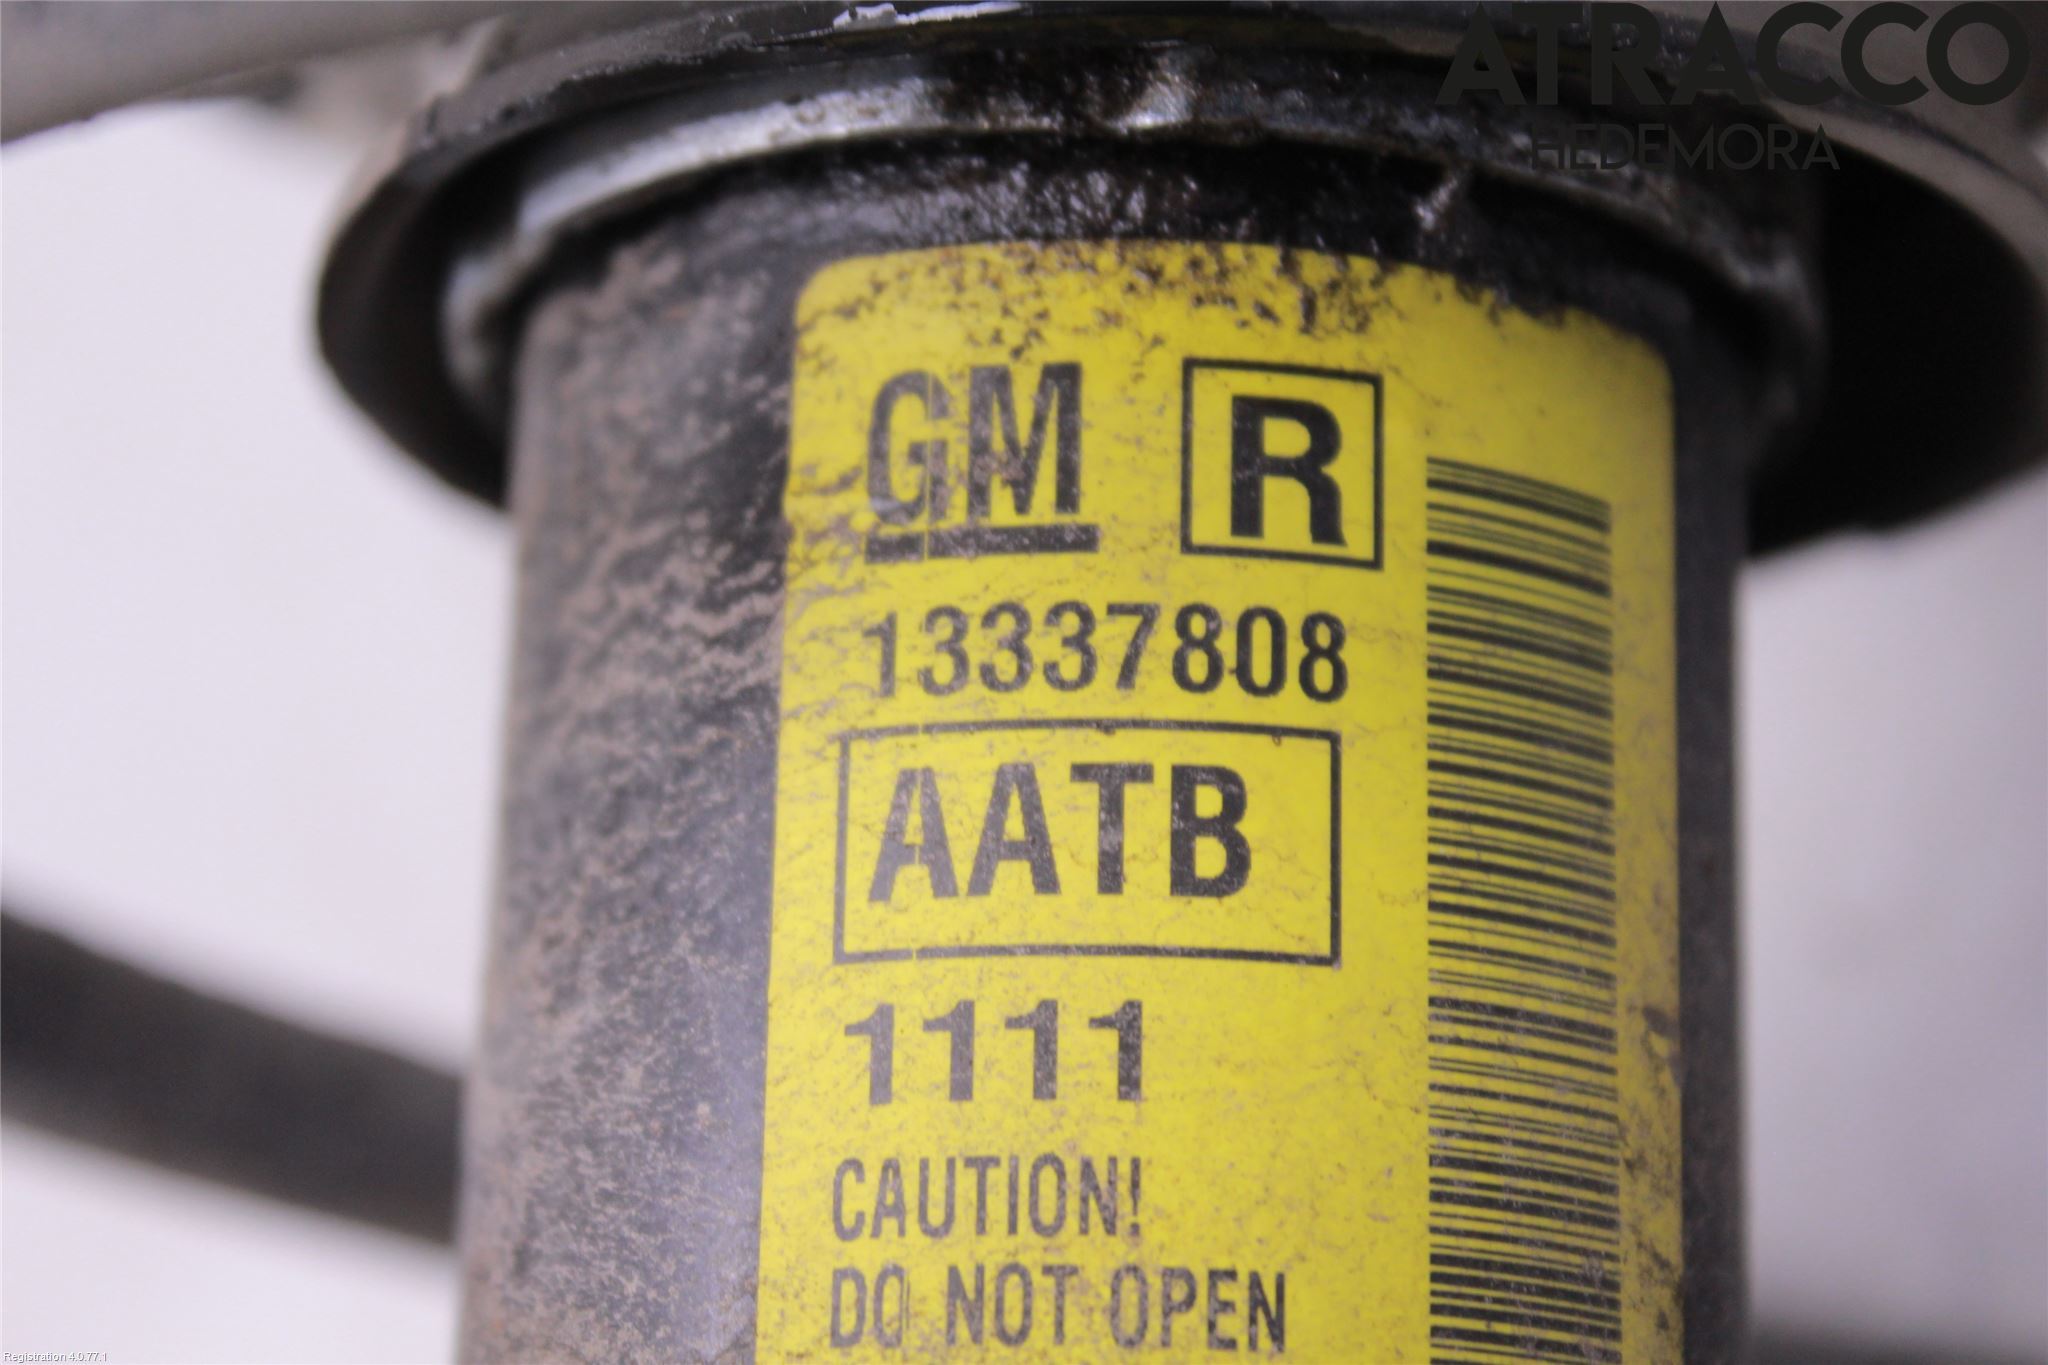 ATRACCO
HEDEMORA
GM R
13337808
AATB
1111
CAUTION!
DO NOT OPEN
Registration 4.0.77.1